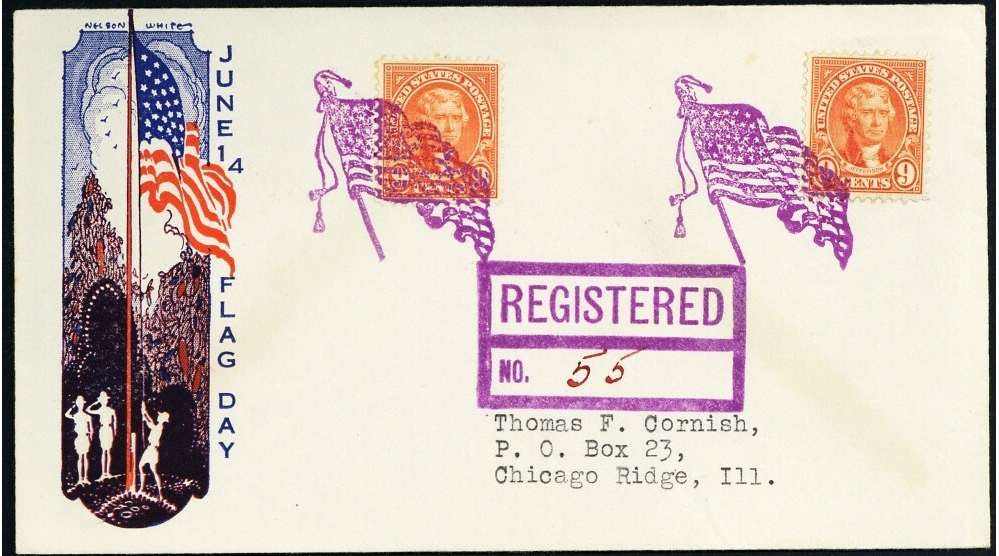 NELSON WHITE
JUNE 14
FLAG DAY
UNITED STATES POSTAGE
9
UNITED STATES POSTAGE
JEFFERSON
CENTS 9
REGISTERED
NO. 55
Thomas F. Cornish,
P. O. Box 23,
Chicago Ridge, Ill.